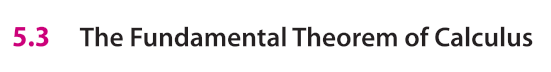 5.3 The Fundamental Theorem of Calculus